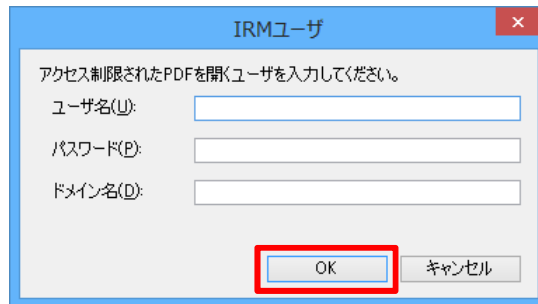 IRMユーザ
アクセス制限されたPDFを開くユーザを入力してください。
ユーザ名(U):
パスワード(P):
ドメイン名(D):
OK キャンセル